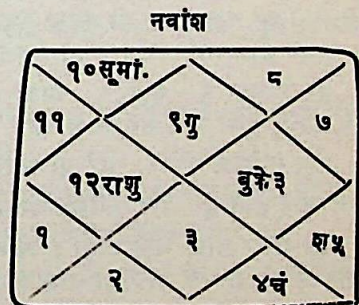 नवांश
१०सूमां. ८
११ ९गु ७
१२राशु बुके३
१ ३ श५
२ ४चं